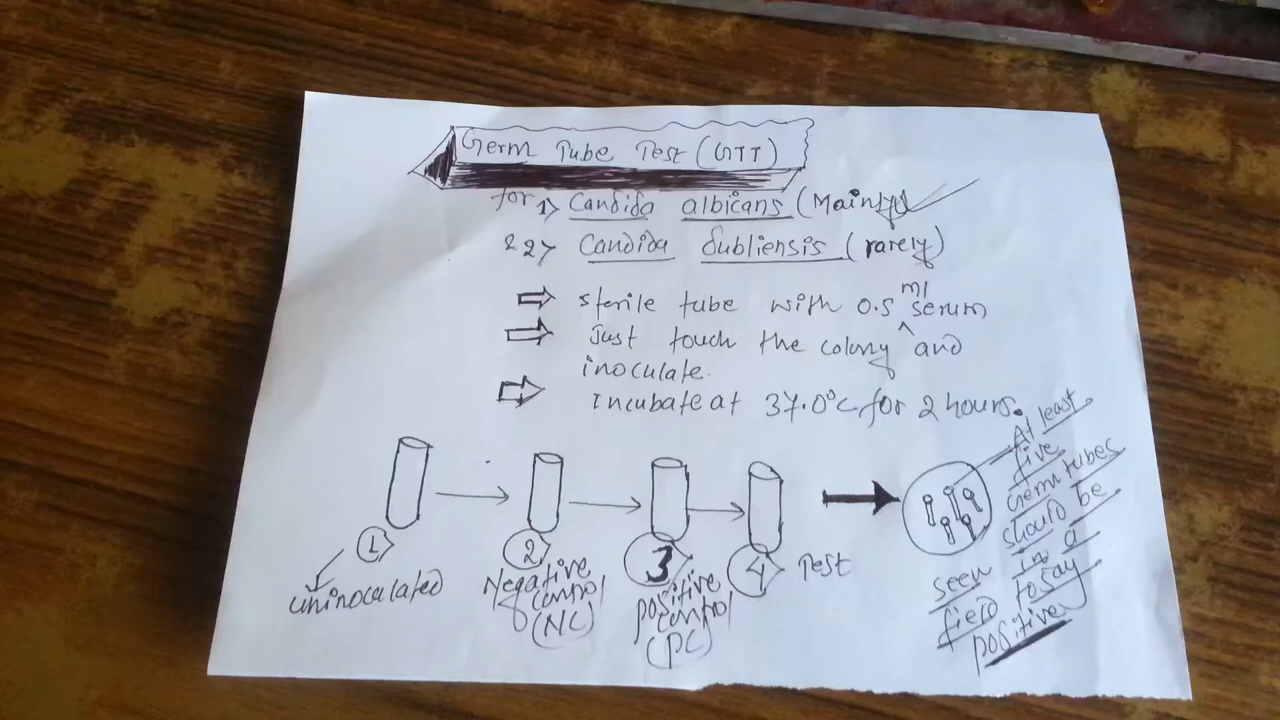 Germ Tube Test (GTT)
for 1) Candida albicans (Mainly)
2 2) Candida Dubliensis (rarely)
⇒ sterile tube with 0.5 ml serum
⇒ Just touch the colony ^ and
inoculate.
⇒ Incubate at 37.0°C for 2 hours.
1
uninoculated
2
Negative
control
(NC)
3
positive
control
(PC)
4
Test
At least
five
Germ tubes
should be
seen in a
field to say
positive